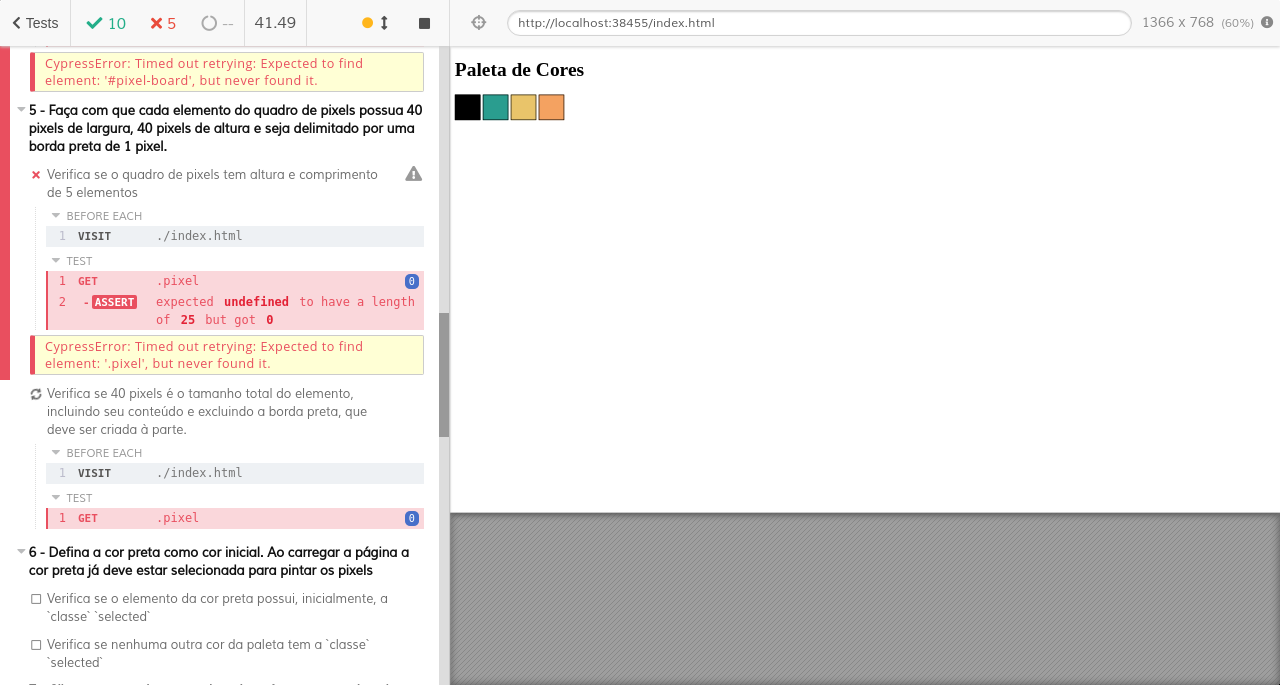 Tests 10 5 -- 41.49
http://localhost:38455/index.html 1366 x 768 (60%)
CypressError: Timed out retrying: Expected to find
element: '#pixel-board', but never found it.
5 - Faça com que cada elemento do quadro de pixels possua 40
pixels de largura, 40 pixels de altura e seja delimitado por uma
borda preta de 1 pixel.
Verifica se o quadro de pixels tem altura e comprimento
de 5 elementos
BEFORE EACH
1 VISIT ./index.html
TEST
1 GET .pixel 0
2 -ASSERT expected undefined to have a length
of 25 but got 0
CypressError: Timed out retrying: Expected to find
element: '.pixel', but never found it.
Verifica se 40 pixels é o tamanho total do elemento,
incluindo seu conteúdo e excluindo a borda preta, que
deve ser criada à parte.
BEFORE EACH
1 VISIT ./index.html
TEST
1 GET .pixel 0
6 - Defina a cor preta como cor inicial. Ao carregar a página a
cor preta já deve estar selecionada para pintar os pixels
Verifica se o elemento da cor preta possui, inicialmente, a
`classe` `selected`
Verifica se nenhuma outra cor da paleta tem a `classe`
`selected`
Paleta de Cores